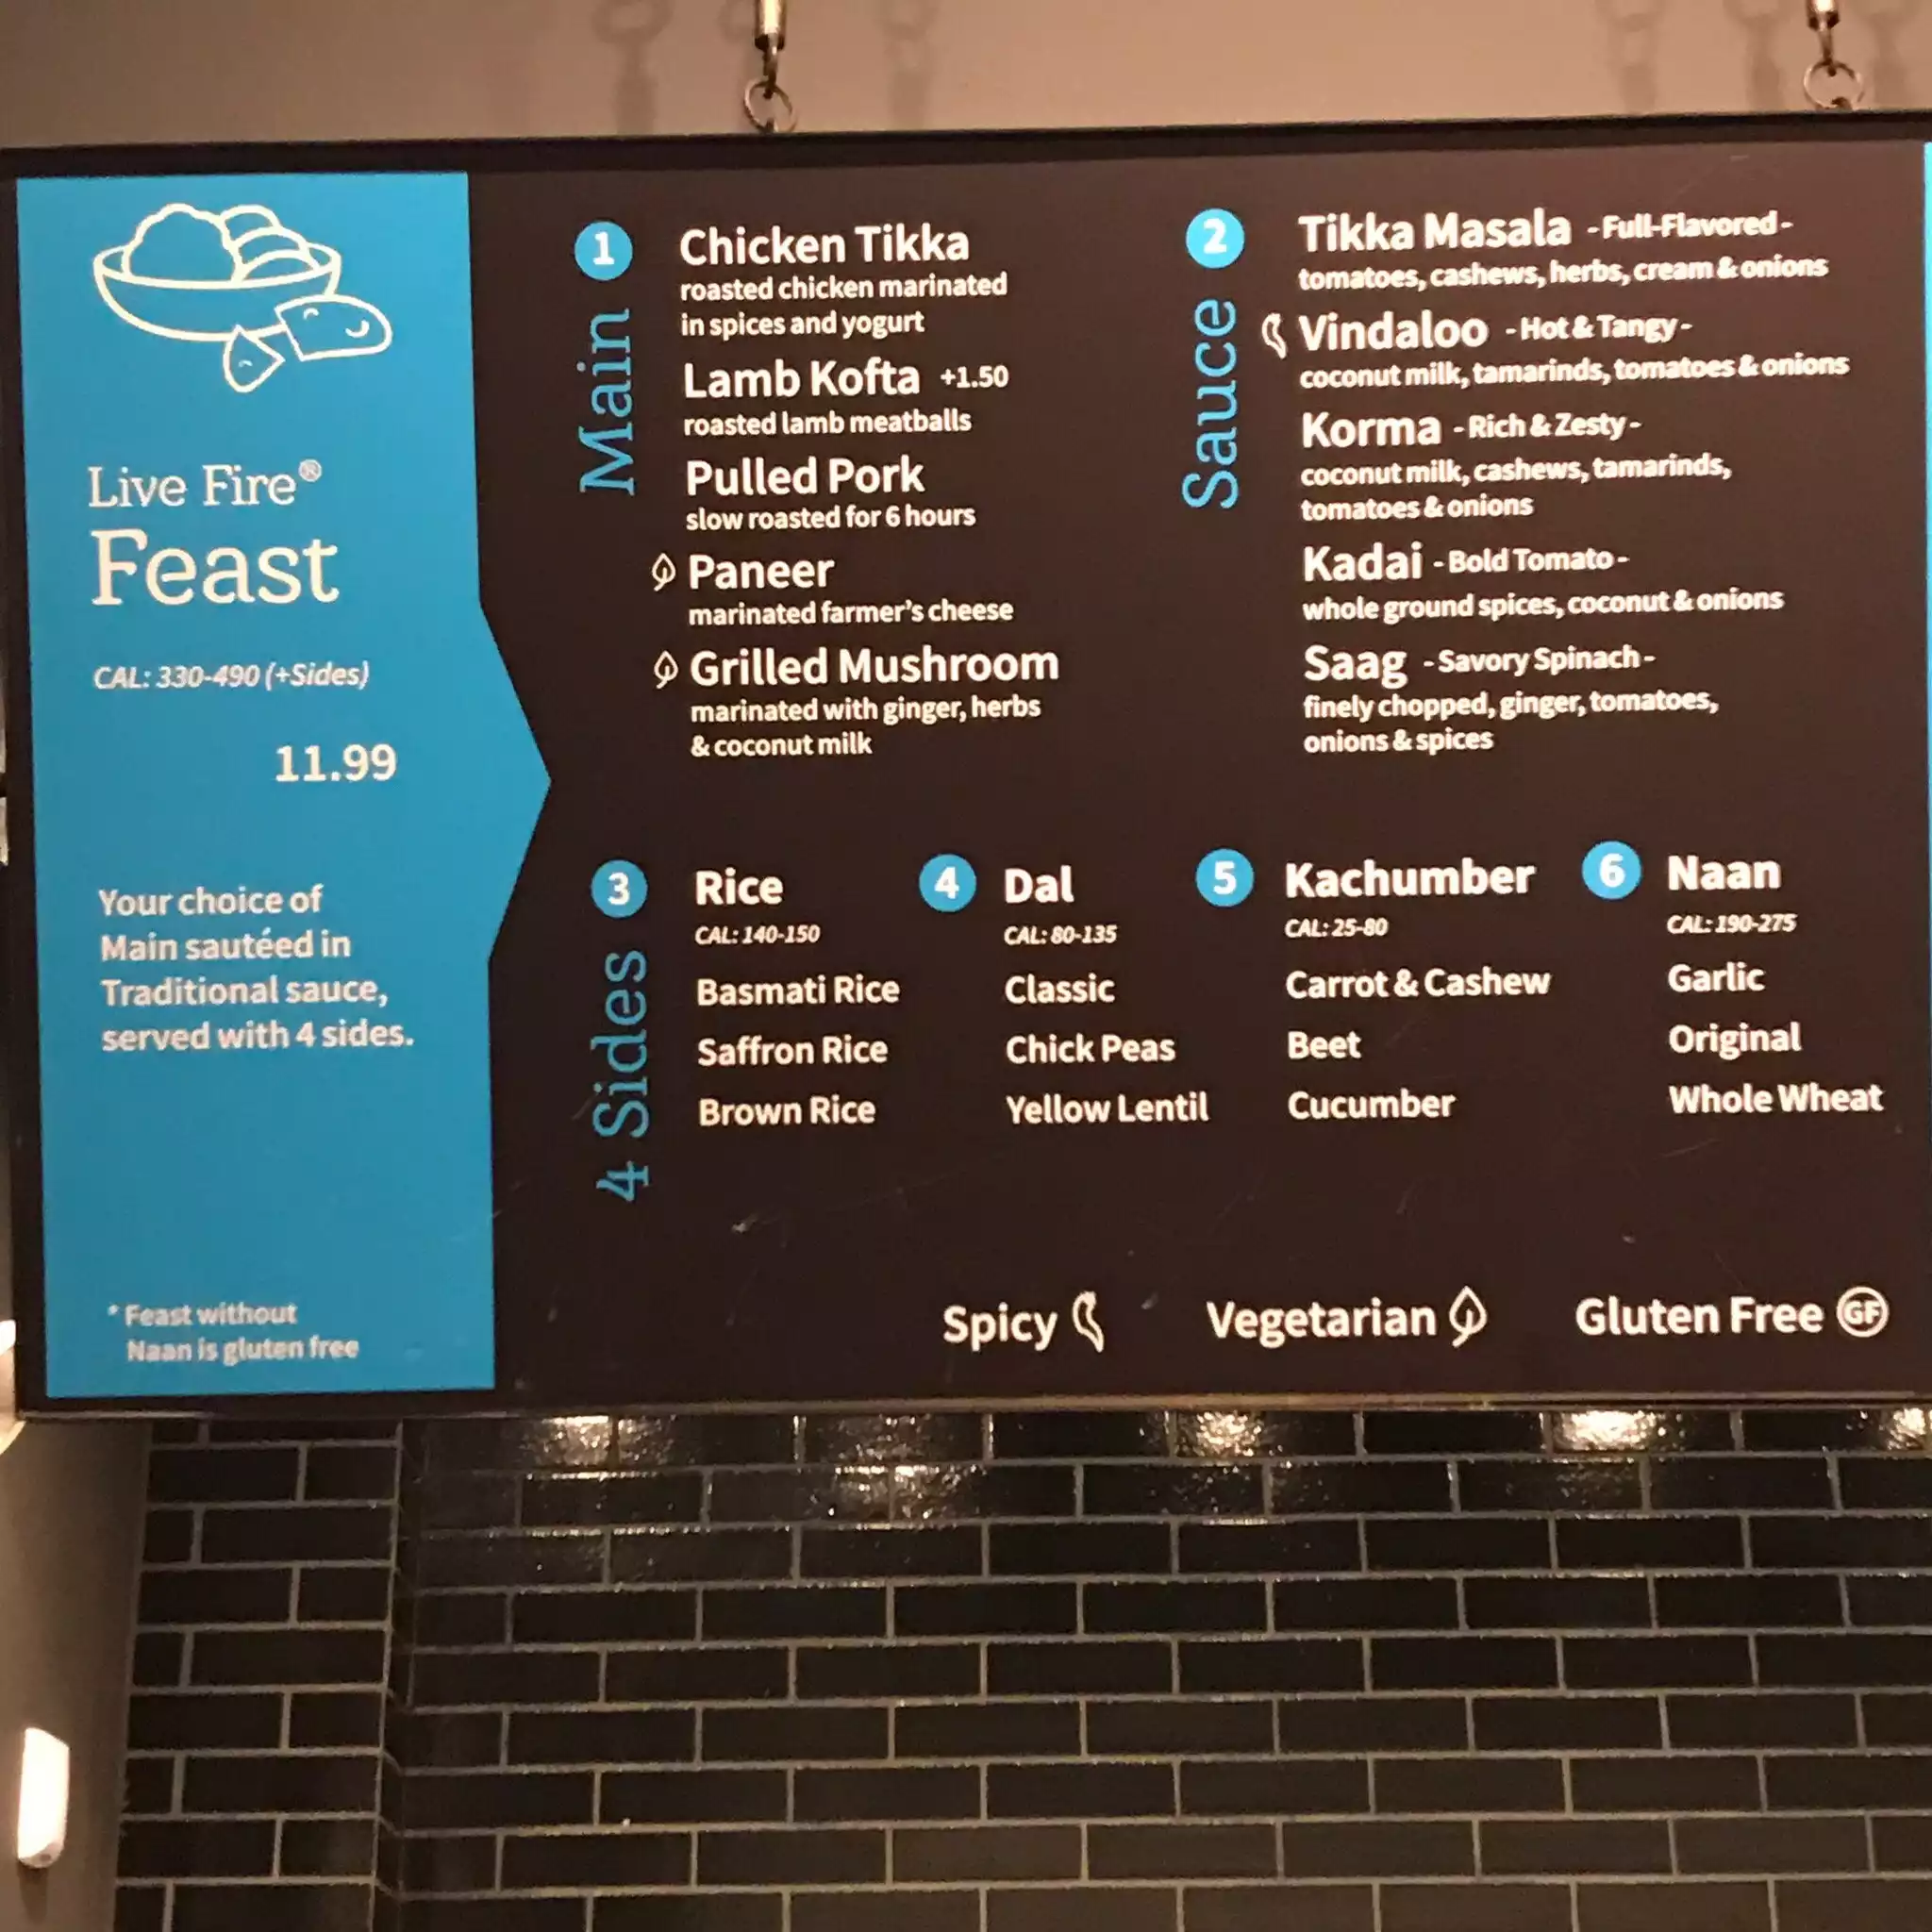 Live Fire®
Feast
CAL: 330-490 (+Sides)
11.99
Your choice of
Main sautéed in
Traditional sauce,
served with 4 sides.
* Feast without
Naan is gluten free
1
Main
Chicken Tikka
roasted chicken marinated
in spices and yogurt
Lamb Kofta +1.50
roasted lamb meatballs
Pulled Pork
slow roasted for 6 hours
Paneer
marinated farmer's cheese
Grilled Mushroom
marinated with ginger, herbs
& coconut milk
2
Sauce
Tikka Masala - Full-Flavored -
tomatoes, cashews, herbs, cream & onions
Vindaloo - Hot & Tangy -
coconut milk, tamarinds, tomatoes & onions
Korma - Rich & Zesty -
coconut milk, cashews, tamarinds,
tomatoes & onions
Kadai - Bold Tomato -
whole ground spices, coconut & onions
Saag - Savory Spinach -
finely chopped, ginger, tomatoes,
onions & spices
4 Sides
3 Rice
CAL: 140-150
Basmati Rice
Saffron Rice
Brown Rice
4 Dal
CAL: 80-135
Classic
Chick Peas
Yellow Lentil
5 Kachumber
CAL: 25-80
Carrot & Cashew
Beet
Cucumber
6 Naan
CAL: 190-275
Garlic
Original
Whole Wheat
Spicy
Vegetarian
Gluten Free GF